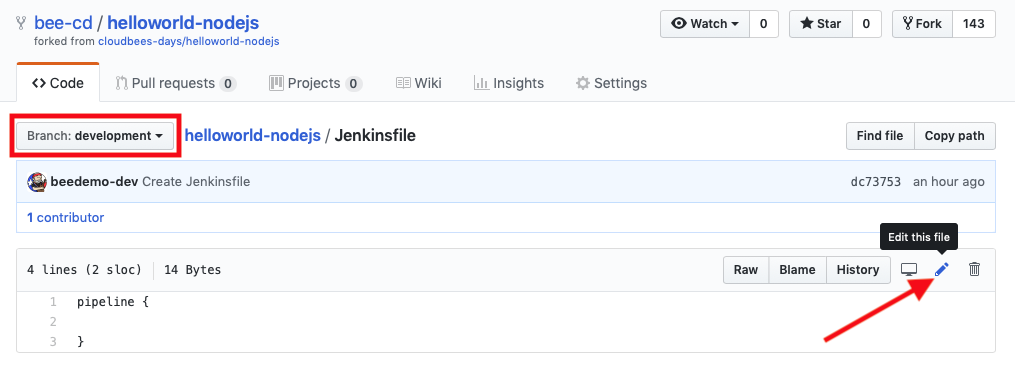 bee-cd / helloworld-nodejs
Watch 0 Star 0 Fork 143
forked from cloudbees-days/helloworld-nodejs
<> Code Pull requests 0 Projects 0 Wiki Insights Settings
Branch: development helloworld-nodejs / Jenkinsfile Find file Copy path
beedemo-dev Create Jenkinsfile dc73753 an hour ago
1 contributor
Edit this file
4 lines (2 sloc) 14 Bytes Raw Blame History
1 pipeline {
2
3 }